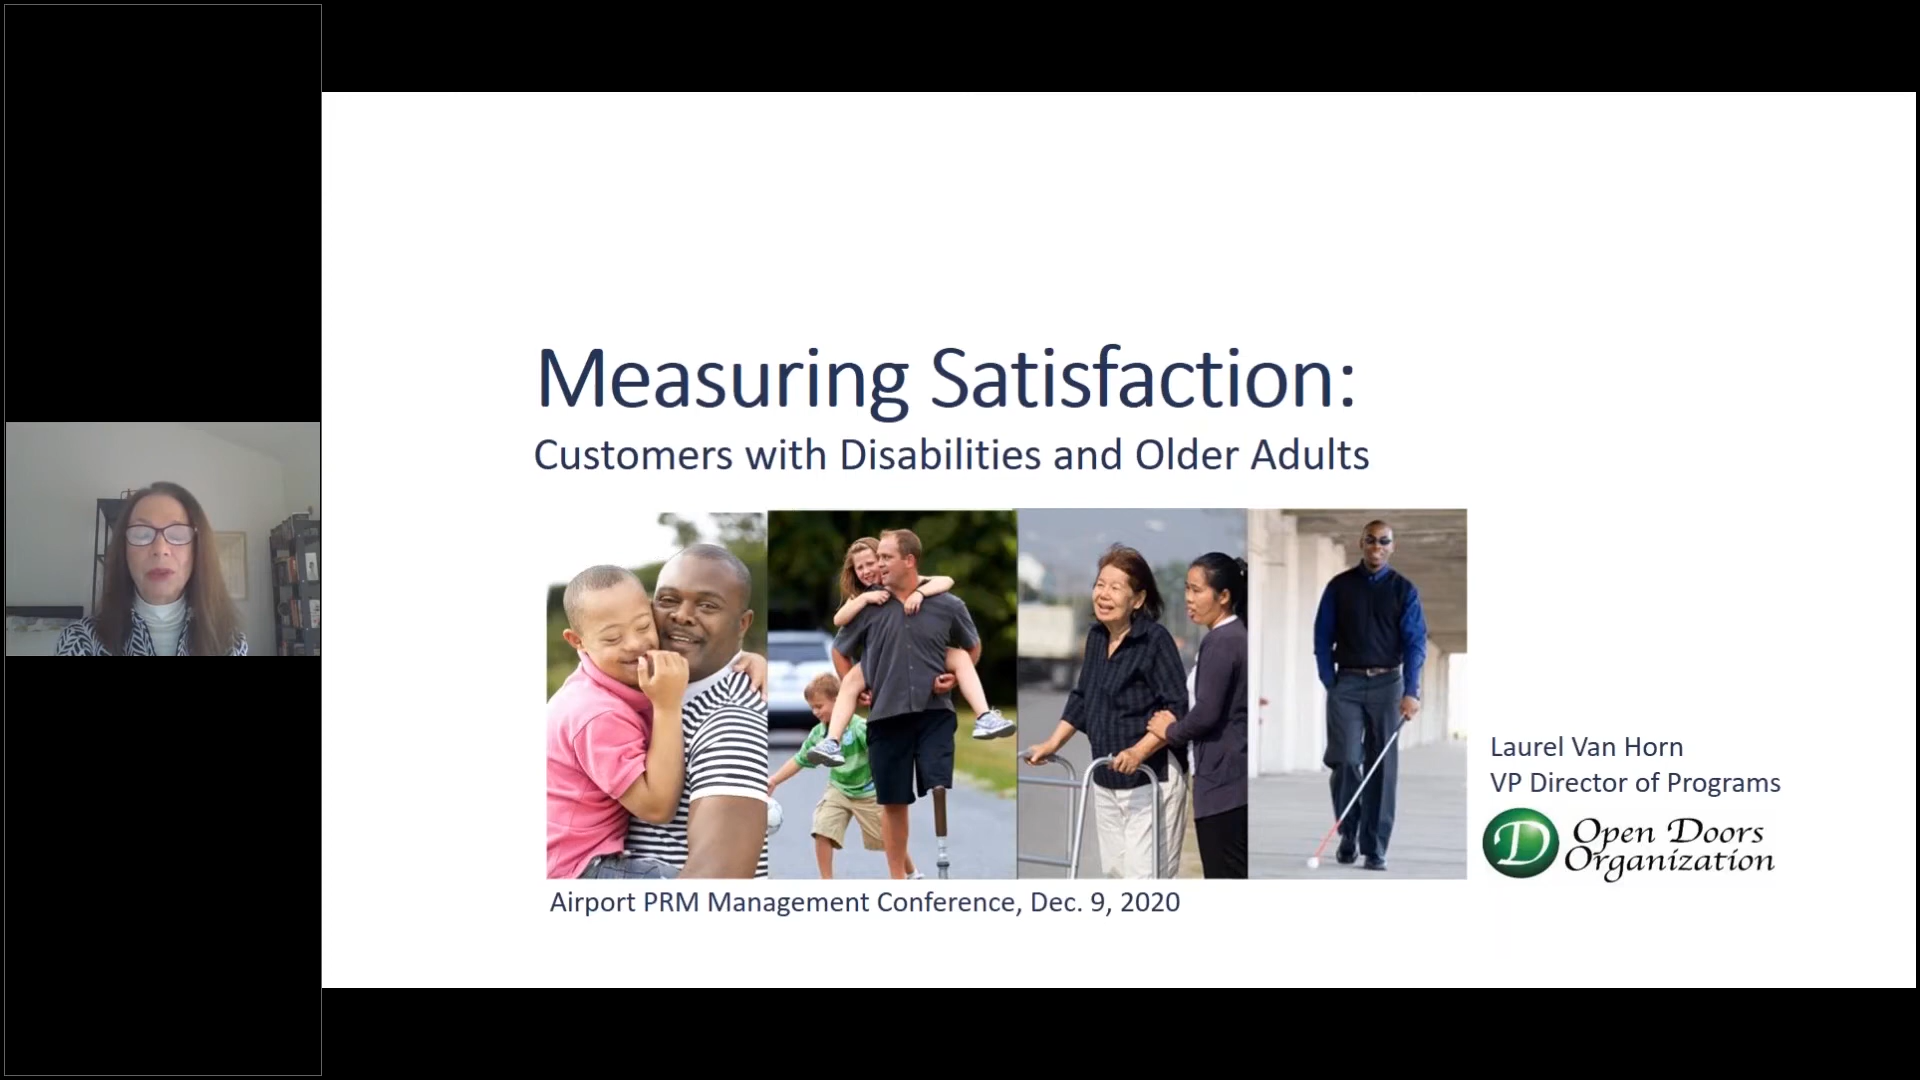 Measuring Satisfaction:
Customers with Disabilities and Older Adults
Laurel Van Horn
VP Director of Programs
D
Open Doors
Organization
Airport PRM Management Conference, Dec. 9, 2020